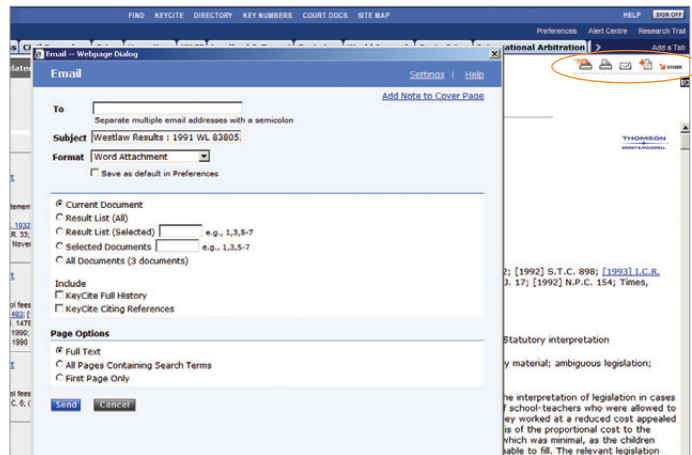 FIND KEYCITE DIRECTORY KEY NUMBERS COURT DOCS SITE MAP
HELP SIGN OFF
Preferences Alert Centre Research Trail
ational Arbitration
Add a Tab
Email -- Webpage Dialog
OTHER
Email
Settings | Help
Add Note to Cover Page
To
Separate multiple email addresses with a semicolon
Subject Westlaw Results : 1991 WL 83805
Format Word Attachment
Save as default in Preferences
THOMSON
SWEET & MAXWELL
Current Document
Result List (All)
Result List (Selected) e.g., 1,3,5-7
Selected Documents e.g., 1,3,5-7
All Documents (3 documents)
Include
KeyCite Full History
KeyCite Citing References
Page Options
Full Text
All Pages Containing Search Terms
First Page Only
Send Cancel
2; [1992] S.T.C. 898; [1993] I.C.R.
J. 17; [1992] N.P.C. 154; Times,
Statutory interpretation
y material; ambiguous legislation;
he interpretation of legislation in cases
f school-teachers who were allowed to
ey worked at a reduced cost appealed
is of the proportional cost to the
which was minimal, as the children
able to fill. The relevant legislation